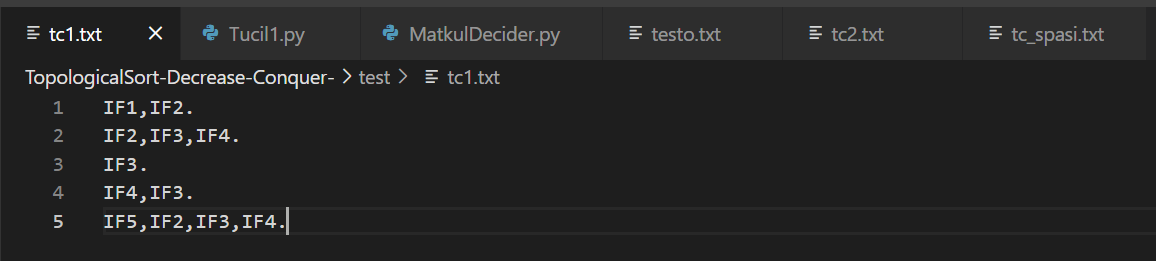 tc1.txt Tucil1.py MatkulDecider.py testo.txt tc2.txt tc_spasi.txt
TopologicalSort-Decrease-Conquer- > test > tc1.txt
1 IF1,IF2.
2 IF2,IF3,IF4.
3 IF3.
4 IF4,IF3.
5 IF5,IF2,IF3,IF4.